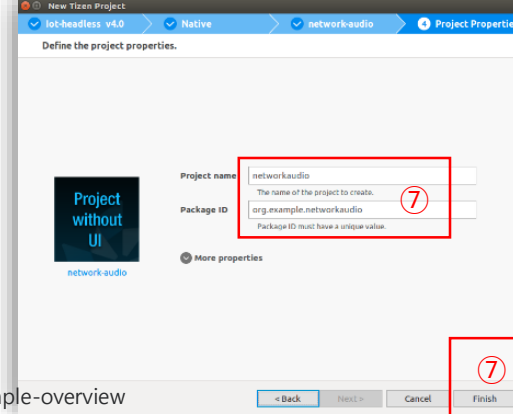 New Tizen Project
Iot-headless v4.0 Native network-audio 4 Project Propertie
Define the project properties.
Project name networkaudio
The name of the project to create.
⑦
Package ID org.example.networkaudio
Package ID must have a unique value.
Project
without
UI
network-audio
More properties
⑦
ple-overview
< Back Next > Cancel Finish